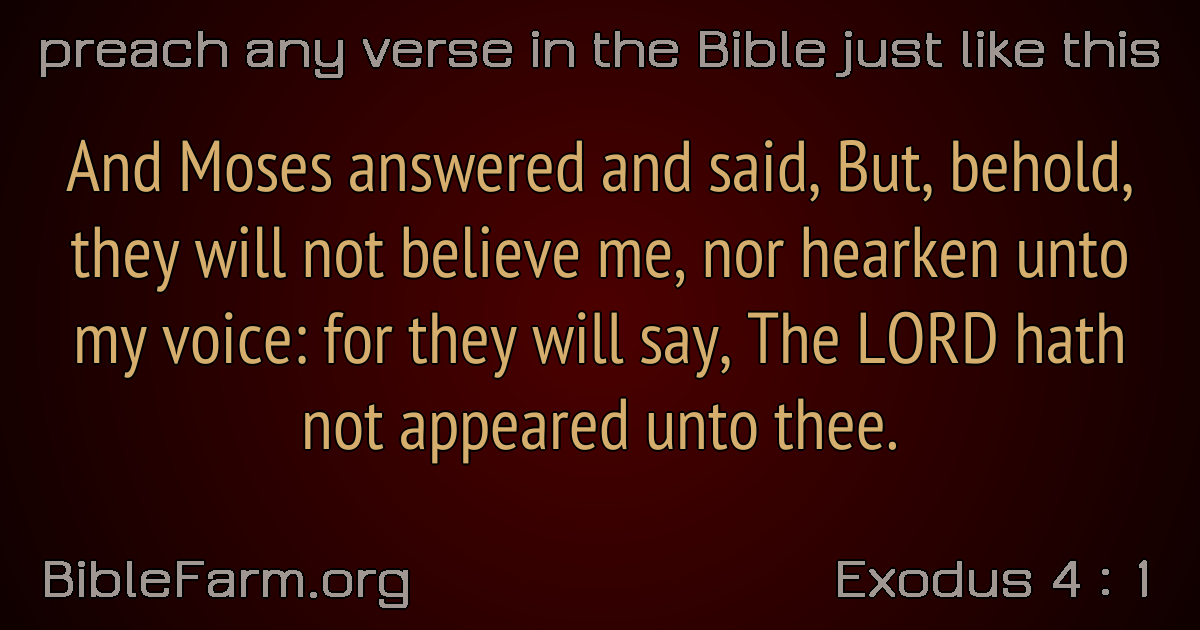 preach any verse in the Bible just like this
And Moses answered and said, But, behold,
they will not believe me, nor hearken unto
my voice: for they will say, The LORD hath
not appeared unto thee.
BibleFarm.org
Exodus 4 : 1